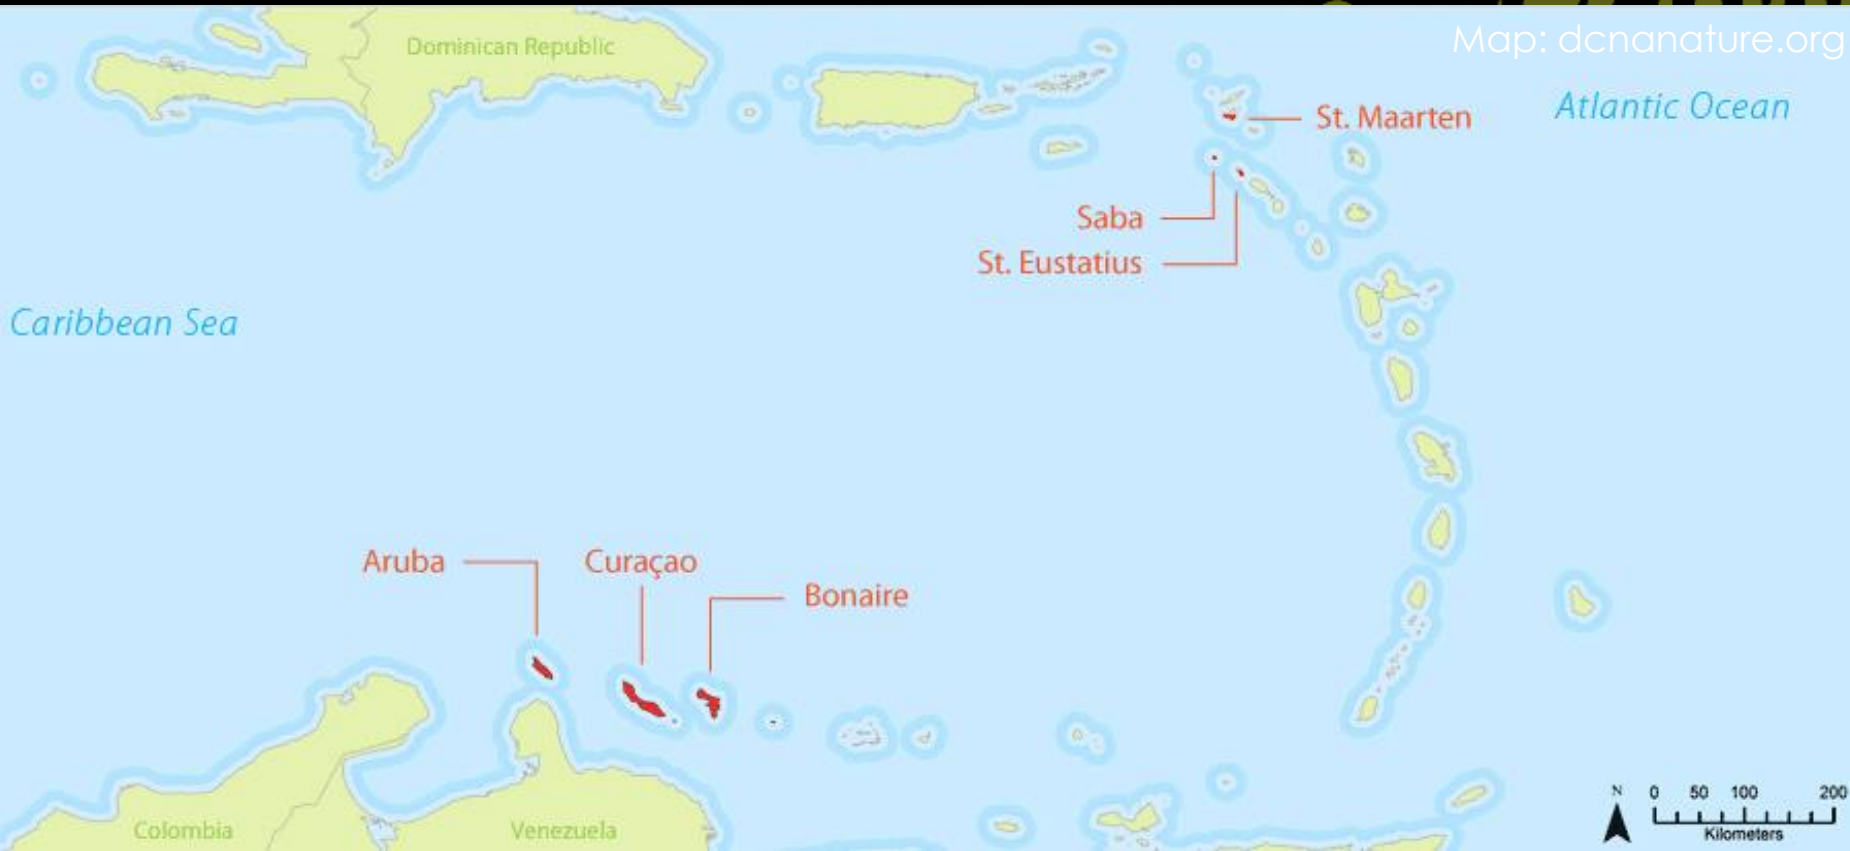 Dominican Republic
Map: dcnanature.org
Atlantic Ocean
St. Maarten
Saba
St. Eustatius
Caribbean Sea
Aruba
Curaçao
Bonaire
Colombia
Venezuela
N
0 50 100 200
Kilometers